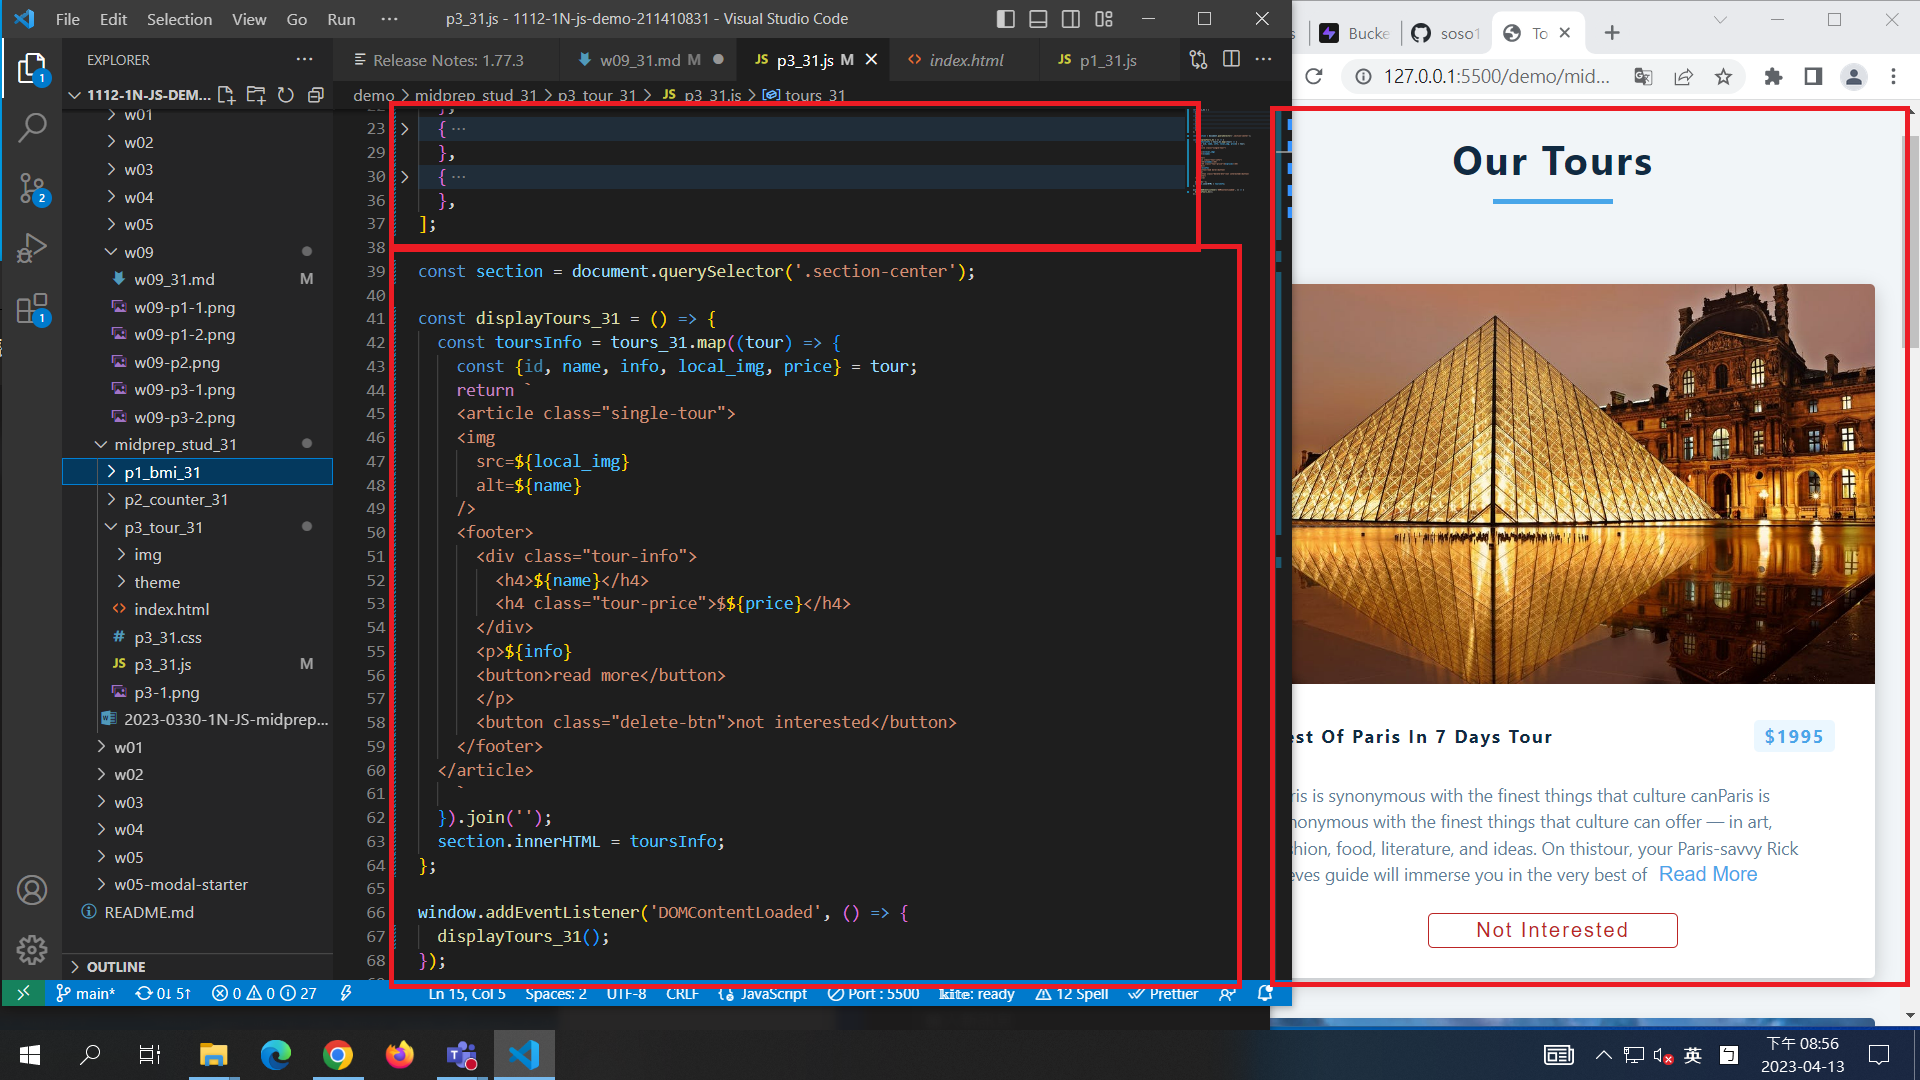 File Edit Selection View Go Run ··· p3_31.js - 1112-1N-js-demo-211410831 - Visual Studio Code
EXPLORER ···
Release Notes: 1.77.3 w09_31.md M JS p3_31.js M index.html JS p1_31.js ···
1112-1N-JS-DEM...
demo > midprep_stud_31 > p3_tour_31 > JS p3_31.js > tours_31
w01
w02
w03
w04
w05
w09
w09_31.md M
w09-p1-1.png
w09-p1-2.png
w09-p2.png
w09-p3-1.png
w09-p3-2.png
midprep_stud_31
p1_bmi_31
p2_counter_31
p3_tour_31
img
theme
index.html
# p3_31.css
JS p3_31.js M
p3-1.png
2023-0330-1N-JS-midprep...
w01
w02
w03
w04
w05
w05-modal-starter
README.md
OUTLINE
1
2
1
22 },
23 { ···
29 },
30 { ···
36 },
37 ];
38
39 const section = document.querySelector('.section-center');
40
41 const displayTours_31 = () => {
42 const toursInfo = tours_31.map((tour) => {
43 const {id, name, info, local_img, price} = tour;
44 return `
45 <article class="single-tour">
46 <img
47 src=${local_img}
48 alt=${name}
49 />
50 <footer>
51 <div class="tour-info">
52 <h4>${name}</h4>
53 <h4 class="tour-price">$${price}</h4>
54 </div>
55 <p>${info}
56 <button>read more</button>
57 </p>
58 <button class="delete-btn">not interested</button>
59 </footer>
60 </article>
61 `
62 }).join('');
63 section.innerHTML = toursInfo;
64 };
65
66 window.addEventListener('DOMContentLoaded', () => {
67 displayTours_31();
68 });
main* 0↓ 5↑ 0 0 27 Ln 15, Col 5 Spaces: 2 UTF-8 CRLF JavaScript Port : 5500 kite: ready 12 Spell Prettier
s Bucke soso1 To
127.0.0.1:5500/demo/mid...
Our Tours
est Of Paris In 7 Days Tour $1995
ris is synonymous with the finest things that culture canParis is
nonymous with the finest things that culture can offer — in art,
shion, food, literature, and ideas. On thistour, your Paris-savvy Rick
eves guide will immerse you in the very best of Read More
Not Interested
英 ㄅ 下午 08:56
2023-04-13